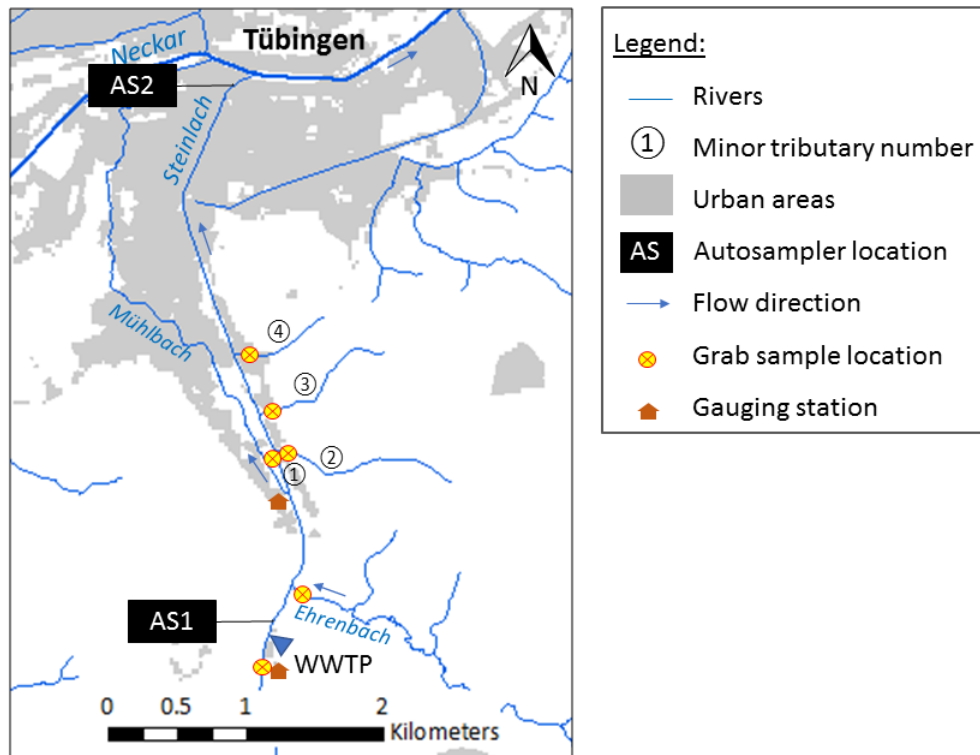 Neckar
Tübingen
AS2
N
Steinlach
Mühlbach
④
③
②
①
AS1
Ehrenbach
WWTP
0 0.5 1 2
Kilometers
Legend:
Rivers
① Minor tributary number
Urban areas
AS Autosampler location
Flow direction
Grab sample location
Gauging station